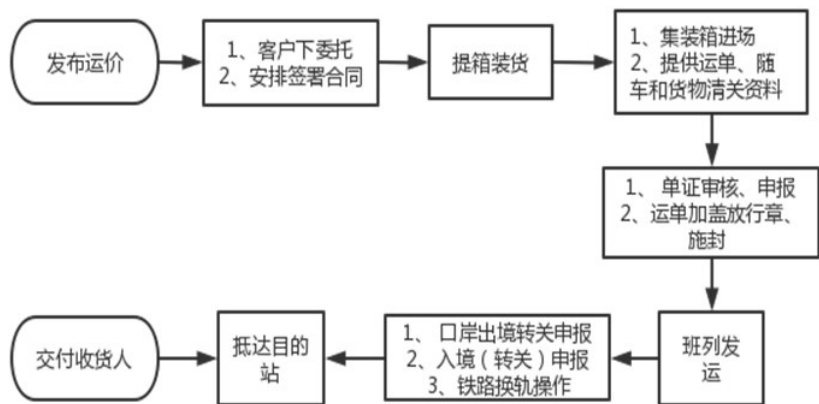 发布运价
1、客户下委托
2、安排签署合同
提箱装货
1、集装箱进场
2、提供运单、随
车和货物清关资料
1、 单证审核、申报
2、运单加盖放行章、
施封
班列发
运
1、 口岸出境转关申报
2、入境（转关）申报
3、铁路换轨操作
抵达目的
站
交付收货人